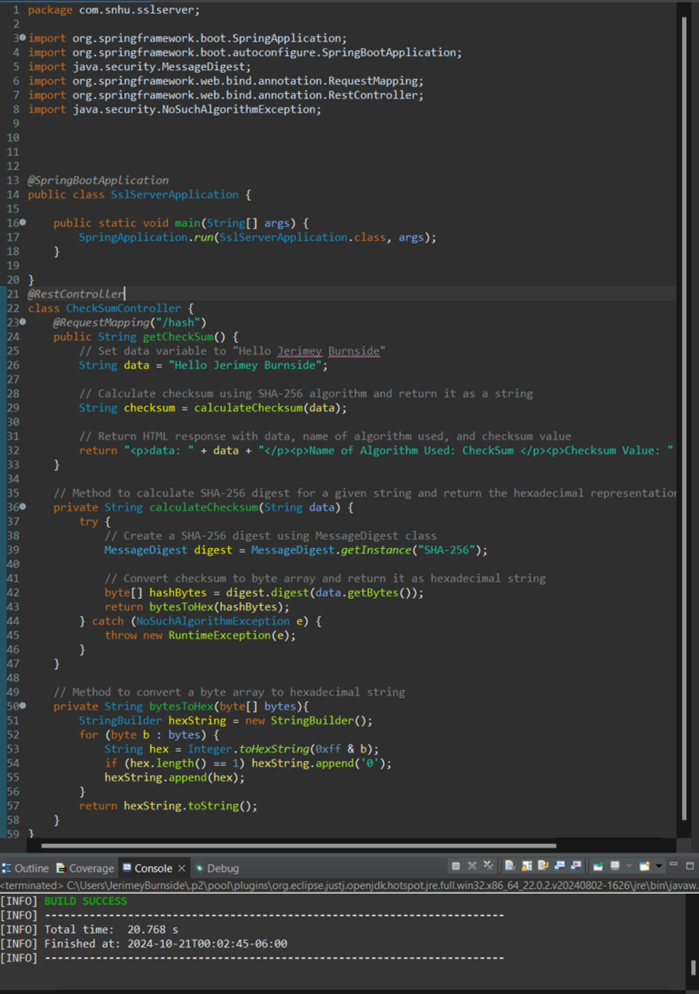 1 package com.snhu.sslserver;
2
3 import org.springframework.boot.SpringApplication;
4 import org.springframework.boot.autoconfigure.SpringBootApplication;
5 import java.security.MessageDigest;
6 import org.springframework.web.bind.annotation.RequestMapping;
7 import org.springframework.web.bind.annotation.RestController;
8 import java.security.NoSuchAlgorithmException;
9
10
11
12
13 @SpringBootApplication
14 public class SslServerApplication {
15
16     public static void main(String[] args) {
17         SpringApplication.run(SslServerApplication.class, args);
18     }
19
20 }
21 @RestController
22 class CheckSumController {
23     @RequestMapping("/hash")
24     public String getCheckSum() {
25         // Set data variable to "Hello Jerimey Burnside"
26         String data = "Hello Jerimey Burnside";
27
28         // Calculate checksum using SHA-256 algorithm and return it as a string
29         String checksum = calculateChecksum(data);
30
31         // Return HTML response with data, name of algorithm used, and checksum value
32         return "<p>data: " + data + "</p><p>Name of Algorithm Used: CheckSum </p><p>Checksum Value: "
33     }
34
35     // Method to calculate SHA-256 digest for a given string and return the hexadecimal representation
36     private String calculateChecksum(String data) {
37         try {
38             // Create a SHA-256 digest using MessageDigest class
39             MessageDigest digest = MessageDigest.getInstance("SHA-256");
40
41             // Convert checksum to byte array and return it as hexadecimal string
42             byte[] hashBytes = digest.digest(data.getBytes());
43             return bytesToHex(hashBytes);
44         } catch (NoSuchAlgorithmException e) {
45             throw new RuntimeException(e);
46         }
47     }
48
49     // Method to convert a byte array to hexadecimal string
50     private String bytesToHex(byte[] bytes){
51         StringBuilder hexString = new StringBuilder();
52         for (byte b : bytes) {
53             String hex = Integer.toHexString(0xff & b);
54             if (hex.length() == 1) hexString.append('0');
55             hexString.append(hex);
56         }
57         return hexString.toString();
58     }
59 }
Outline Coverage Console Debug
<terminated> C:\Users\JerimeyBurnside\.p2\pool\plugins\org.eclipse.justj.openjdk.hotspot.jre.full.win32.x86_64_22.0.2.v20240802-1626\jre\bin\javaw.
[INFO] BUILD SUCCESS
[INFO] ------------------------------------------------------------------------
[INFO] Total time:  20.768 s
[INFO] Finished at: 2024-10-21T00:02:45-06:00
[INFO] ------------------------------------------------------------------------